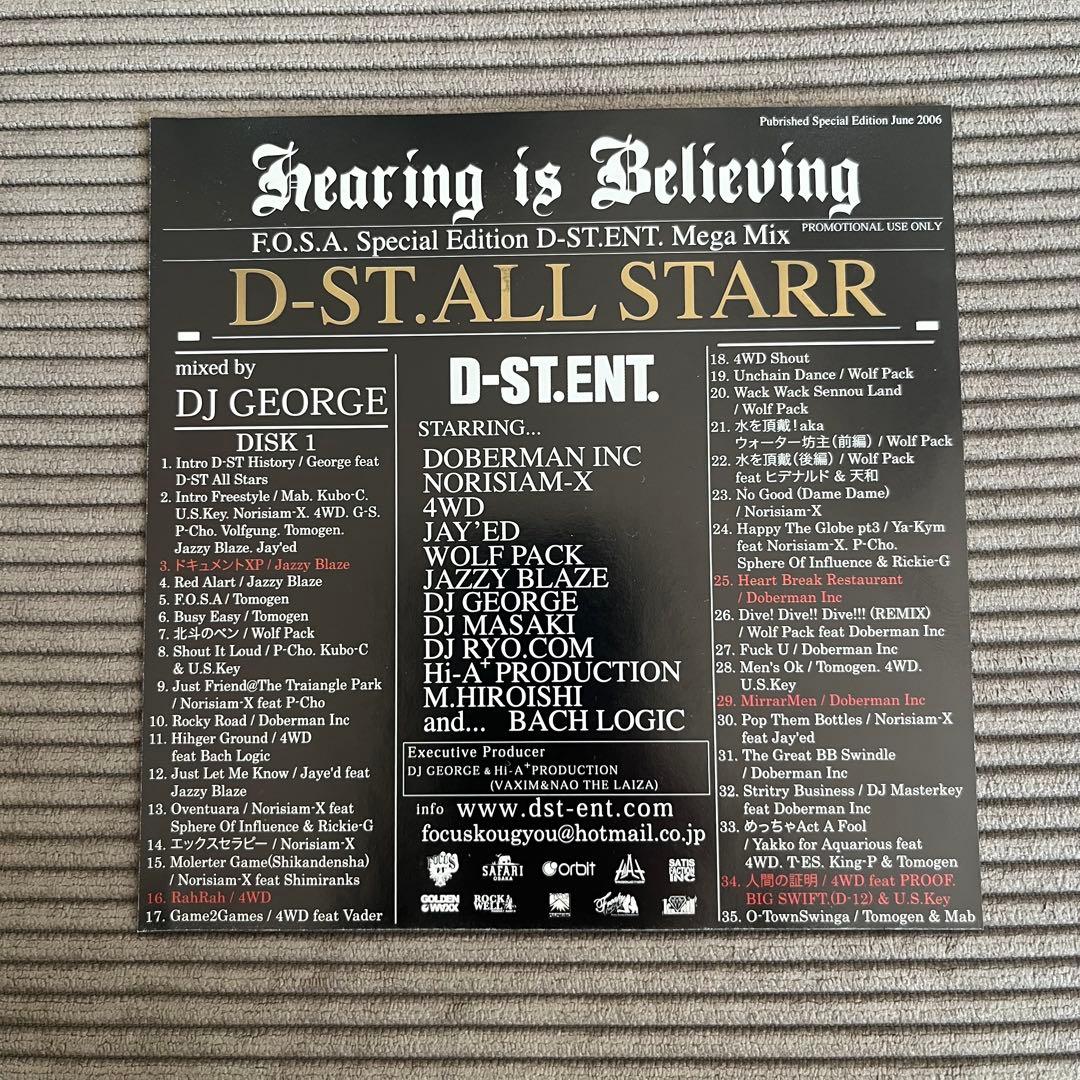 Pubrished Special Edition June 2006
Hearing is Believing
F.O.S.A. Special Edition D-ST.ENT. Mega Mix
PROMOTIONAL USE ONLY
D-ST.ALL STARR
mixed by
DJ GEORGE
DISK 1
1. Intro D-ST History / George feat
D-ST All Stars
2. Intro Freestyle / Mab. Kubo-C.
U.S.Key. Norisiam-X. 4WD. G-S.
P-Cho. Volfgung. Tomogen.
Jazzy Blaze. Jay'ed
3. ドキュメントXP / Jazzy Blaze
4. Red Alart / Jazzy Blaze
5. F.O.S.A / Tomogen
6. Busy Easy / Tomogen
7. 北斗のペン / Wolf Pack
8. Shout It Loud / P-Cho. Kubo-C
& U.S.Key
9. Just Friend@The Traiangle Park
/ Norisiam-X feat P-Cho
10. Rocky Road / Doberman Inc
11. Hihger Ground / 4WD
feat Bach Logic
12. Just Let Me Know / Jaye'd feat
Jazzy Blaze
13. Oventuara / Norisiam-X feat
Sphere Of Influence & Rickie-G
14. エックスセラピー / Norisiam-X
15. Molerter Game(Shikandensha)
/ Norisiam-X feat Shimiranks
16. RahRah / 4WD
17. Game2Games / 4WD feat Vader
D-ST.ENT.
STARRING...
DOBERMAN INC
NORISIAM-X
4WD
JAY'ED
WOLF PACK
JAZZY BLAZE
DJ GEORGE
DJ MASAKI
DJ RYO.COM
Hi-A+PRODUCTION
M.HIROISHI
and... BACH LOGIC
Executive Producer
DJ GEORGE & Hi-A+PRODUCTION
(VAXIM&NAO THE LAIZA)
info www.dst-ent.com
focuskougyou@hotmail.co.jp
FOCUS
SAFARI
OSAKA
orbit
SATIS
FACTION
INC
GOLDEN
WAXX
ROCK
WELL
18. 4WD Shout
19. Unchain Dance / Wolf Pack
20. Wack Wack Sennou Land
/ Wolf Pack
21. 水を頂戴！aka
ウォーター坊主（前編） / Wolf Pack
22. 水を頂戴（後編） / Wolf Pack
feat ヒデナルド & 天和
23. No Good (Dame Dame)
/ Norisiam-X
24. Happy The Globe pt3 / Ya-Kym
feat Norisiam-X. P-Cho.
Sphere Of Influence & Rickie-G
25. Heart Break Restaurant
/ Doberman Inc
26. Dive! Dive!! Dive!!! (REMIX)
/ Wolf Pack feat Doberman Inc
27. Fuck U / Doberman Inc
28. Men's Ok / Tomogen. 4WD.
U.S.Key
29. MirrarMen / Doberman Inc
30. Pop Them Bottles / Norisiam-X
feat Jay'ed
31. The Great BB Swindle
/ Doberman Inc
32. Stritry Business / DJ Masterkey
feat Doberman Inc
33. めっちゃAct A Fool
/ Yakko for Aquarious feat
4WD. T-ES. King-P & Tomogen
34. 人間の証明 / 4WD feat PROOF.
BIG SWIFT.(D-12) & U.S.Key
35. O-TownSwinga / Tomogen & Mab